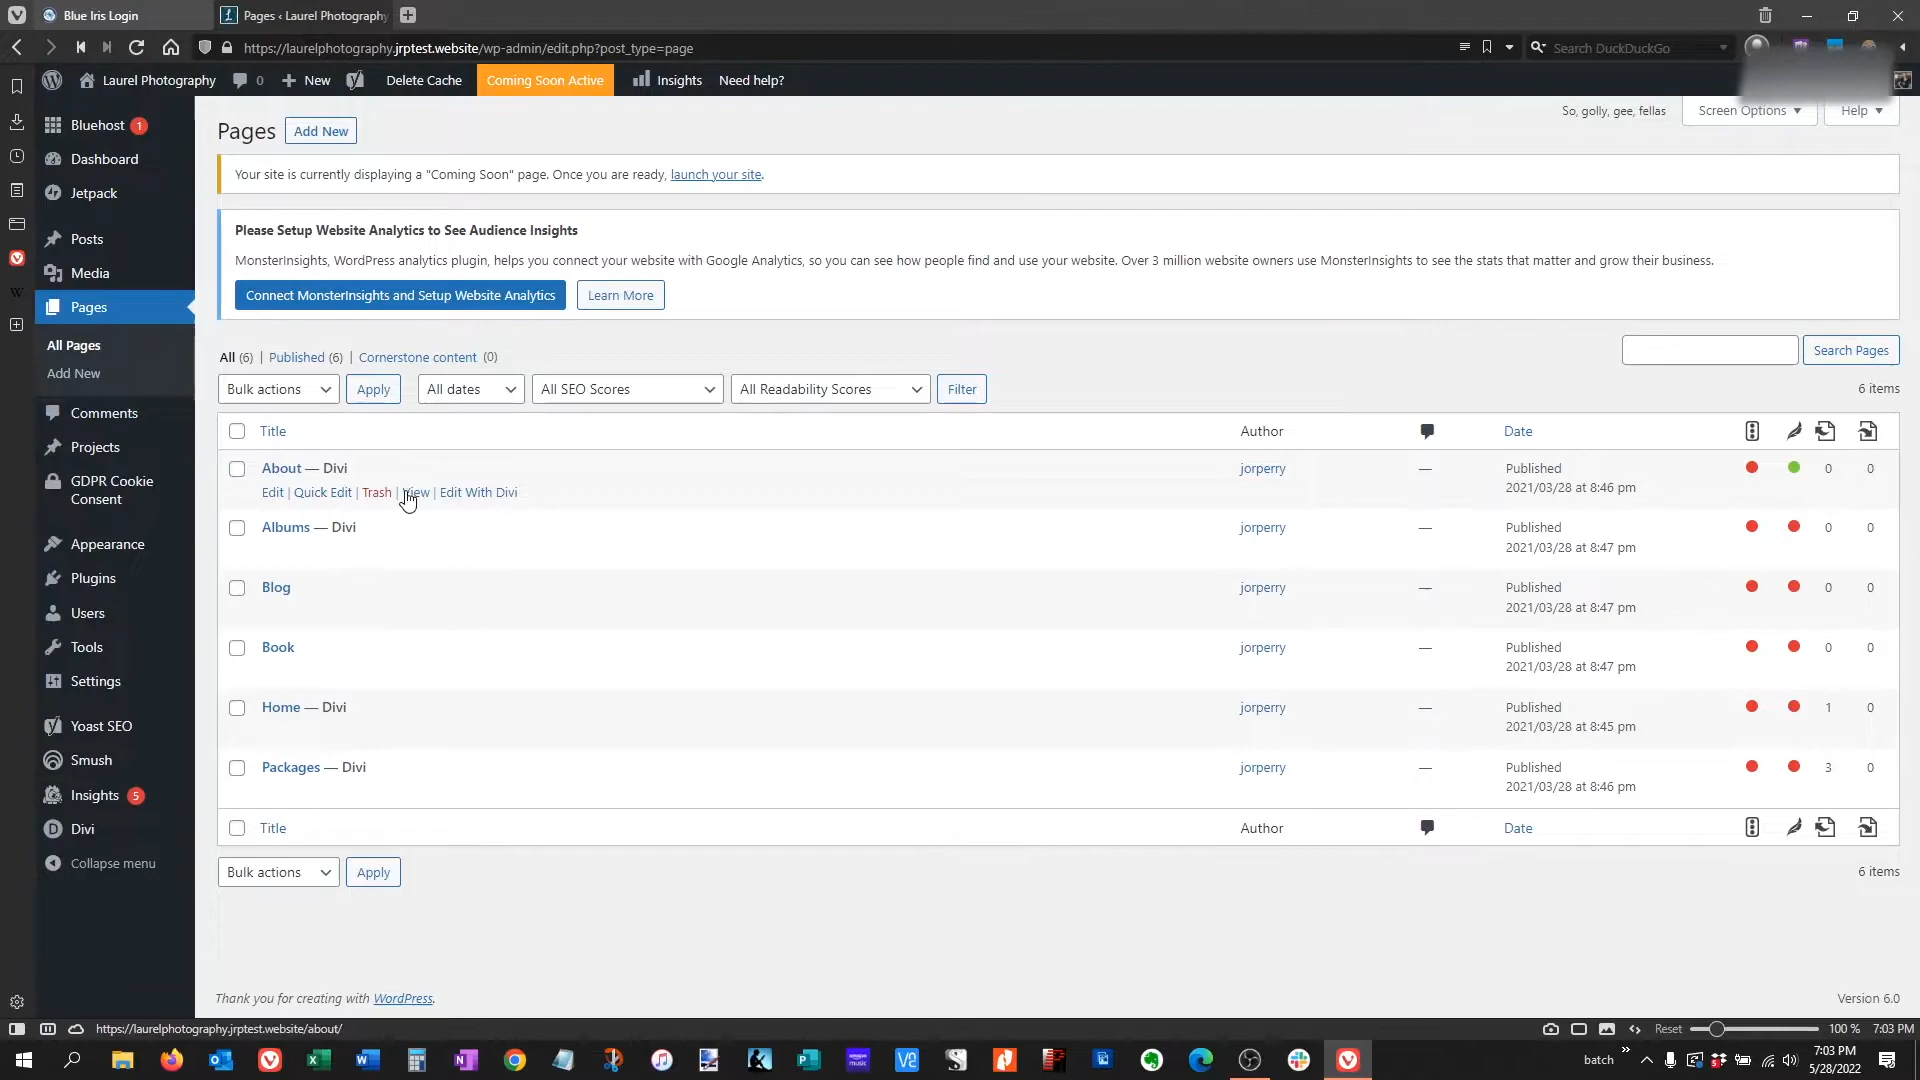 Blue Iris Login
Pages ‹ Laurel Photography
https://laurelphotography.jrptest.website/wp-admin/edit.php?post_type=page
Search DuckDuckGo
Laurel Photography
0
New
Delete Cache
Coming Soon Active
Insights
Need help?
So, golly, gee, fellas
Screen Options
Help
Bluehost 1
Dashboard
Jetpack
Posts
Media
Pages
All Pages
Add New
Comments
Projects
GDPR Cookie
Consent
Appearance
Plugins
Users
Tools
Settings
Yoast SEO
Smush
Insights 5
Divi
Collapse menu
Pages Add New
Your site is currently displaying a "Coming Soon" page. Once you are ready, launch your site.
Please Setup Website Analytics to See Audience Insights
MonsterInsights, WordPress analytics plugin, helps you connect your website with Google Analytics, so you can see how people find and use your website. Over 3 million website owners use MonsterInsights to see the stats that matter and grow their business.
Connect MonsterInsights and Setup Website Analytics
Learn More
All (6) | Published (6) | Cornerstone content (0)
Search Pages
Bulk actions Apply All dates All SEO Scores All Readability Scores Filter
6 items
Title Author Date
About — Divi jorperry — Published 0 0
2021/03/28 at 8:46 pm
Edit | Quick Edit | Trash | View | Edit With Divi
Albums — Divi jorperry — Published 0 0
2021/03/28 at 8:47 pm
Blog jorperry — Published 0 0
2021/03/28 at 8:47 pm
Book jorperry — Published 0 0
2021/03/28 at 8:47 pm
Home — Divi jorperry — Published 1 0
2021/03/28 at 8:45 pm
Packages — Divi jorperry — Published 3 0
2021/03/28 at 8:46 pm
Title Author Date
Bulk actions Apply
6 items
Thank you for creating with WordPress.
Version 6.0
https://laurelphotography.jrptest.website/about/
Reset 100 % 7:03 PM
batch
7:03 PM
5/28/2022